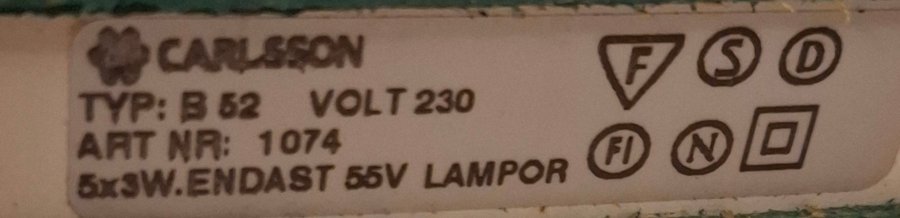 CARLSSON
TYP: B 52 VOLT 230
ART NR: 1074
5x3W.ENDAST 55V LAMPOR
F S D
FI N